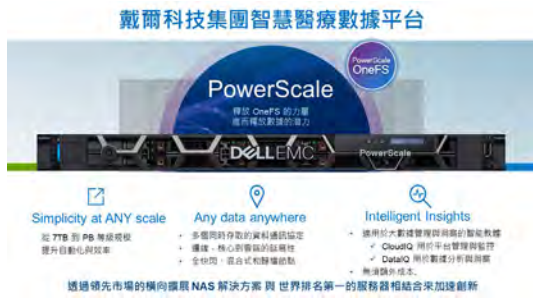 戴爾科技集團智慧醫療數據平台
PowerScale
OneFS
PowerScale
釋放 OneFS 的力量
進而釋放數據的潛力
DELLEMC
PowerScale
Simplicity at ANY scale
從 7TB 到 PB 等級規模
提升自動化與效率
Any data anywhere
多個同時存取的資料通訊協定
邊緣、核心到雲端的延展性
全快閃、混合式和歸檔節點
Intelligent Insights
適用於大數據管理與洞察的智能軟體
CloudIQ 用於平台管理與監控
DataIQ 用於數據分析與洞察
無須額外成本.
透過領先市場的橫向擴展 NAS 解決方案 與 世界排名第一的服務器相結合來加速創新